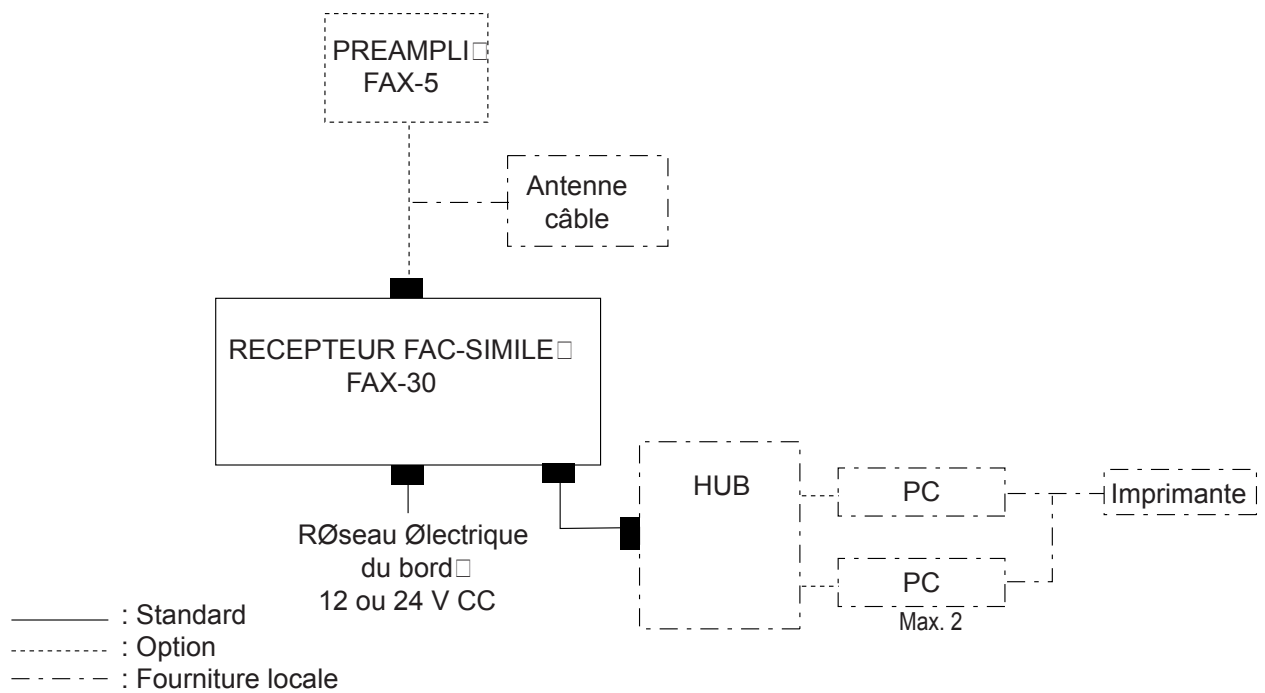 PREAMPLI□
FAX-5
Antenne
câble
RECEPTEUR FAC-SIMILE□
FAX-30
HUB
PC
Imprimante
RØseau Ølectrique
du bord□
12 ou 24 V CC
PC
Max. 2
: Standard
: Option
: Fourniture locale